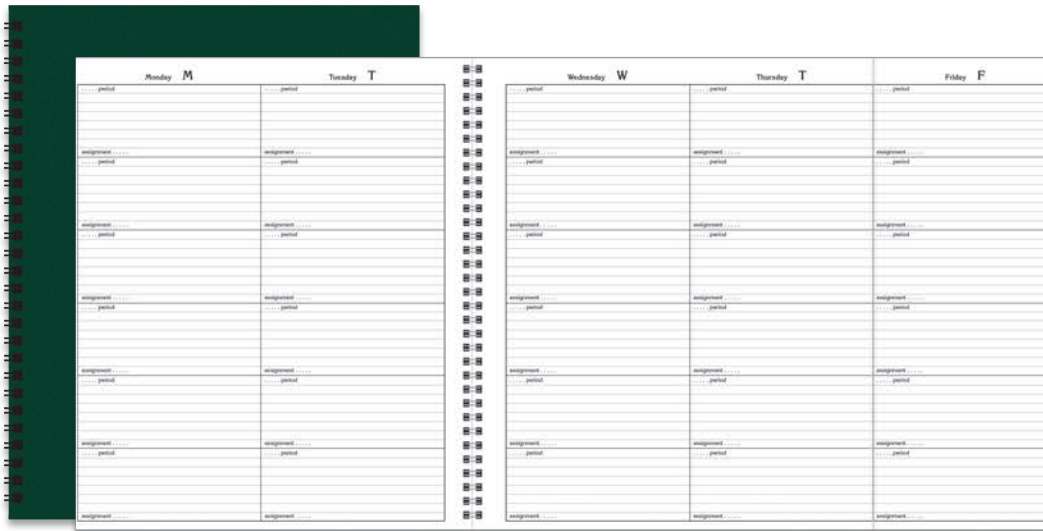 Monday M Tuesday T Wednesday W Thursday T Friday F
.....period .....period .....period .....period .....period
assignment ..... assignment ..... assignment ..... assignment ..... assignment .....
.....period .....period .....period .....period .....period
assignment ..... assignment ..... assignment ..... assignment ..... assignment .....
.....period .....period .....period .....period .....period
assignment ..... assignment ..... assignment ..... assignment ..... assignment .....
.....period .....period .....period .....period .....period
assignment ..... assignment ..... assignment ..... assignment ..... assignment .....
.....period .....period .....period .....period .....period
assignment ..... assignment ..... assignment ..... assignment ..... assignment .....
.....period .....period .....period .....period .....period
assignment ..... assignment ..... assignment ..... assignment ..... assignment .....